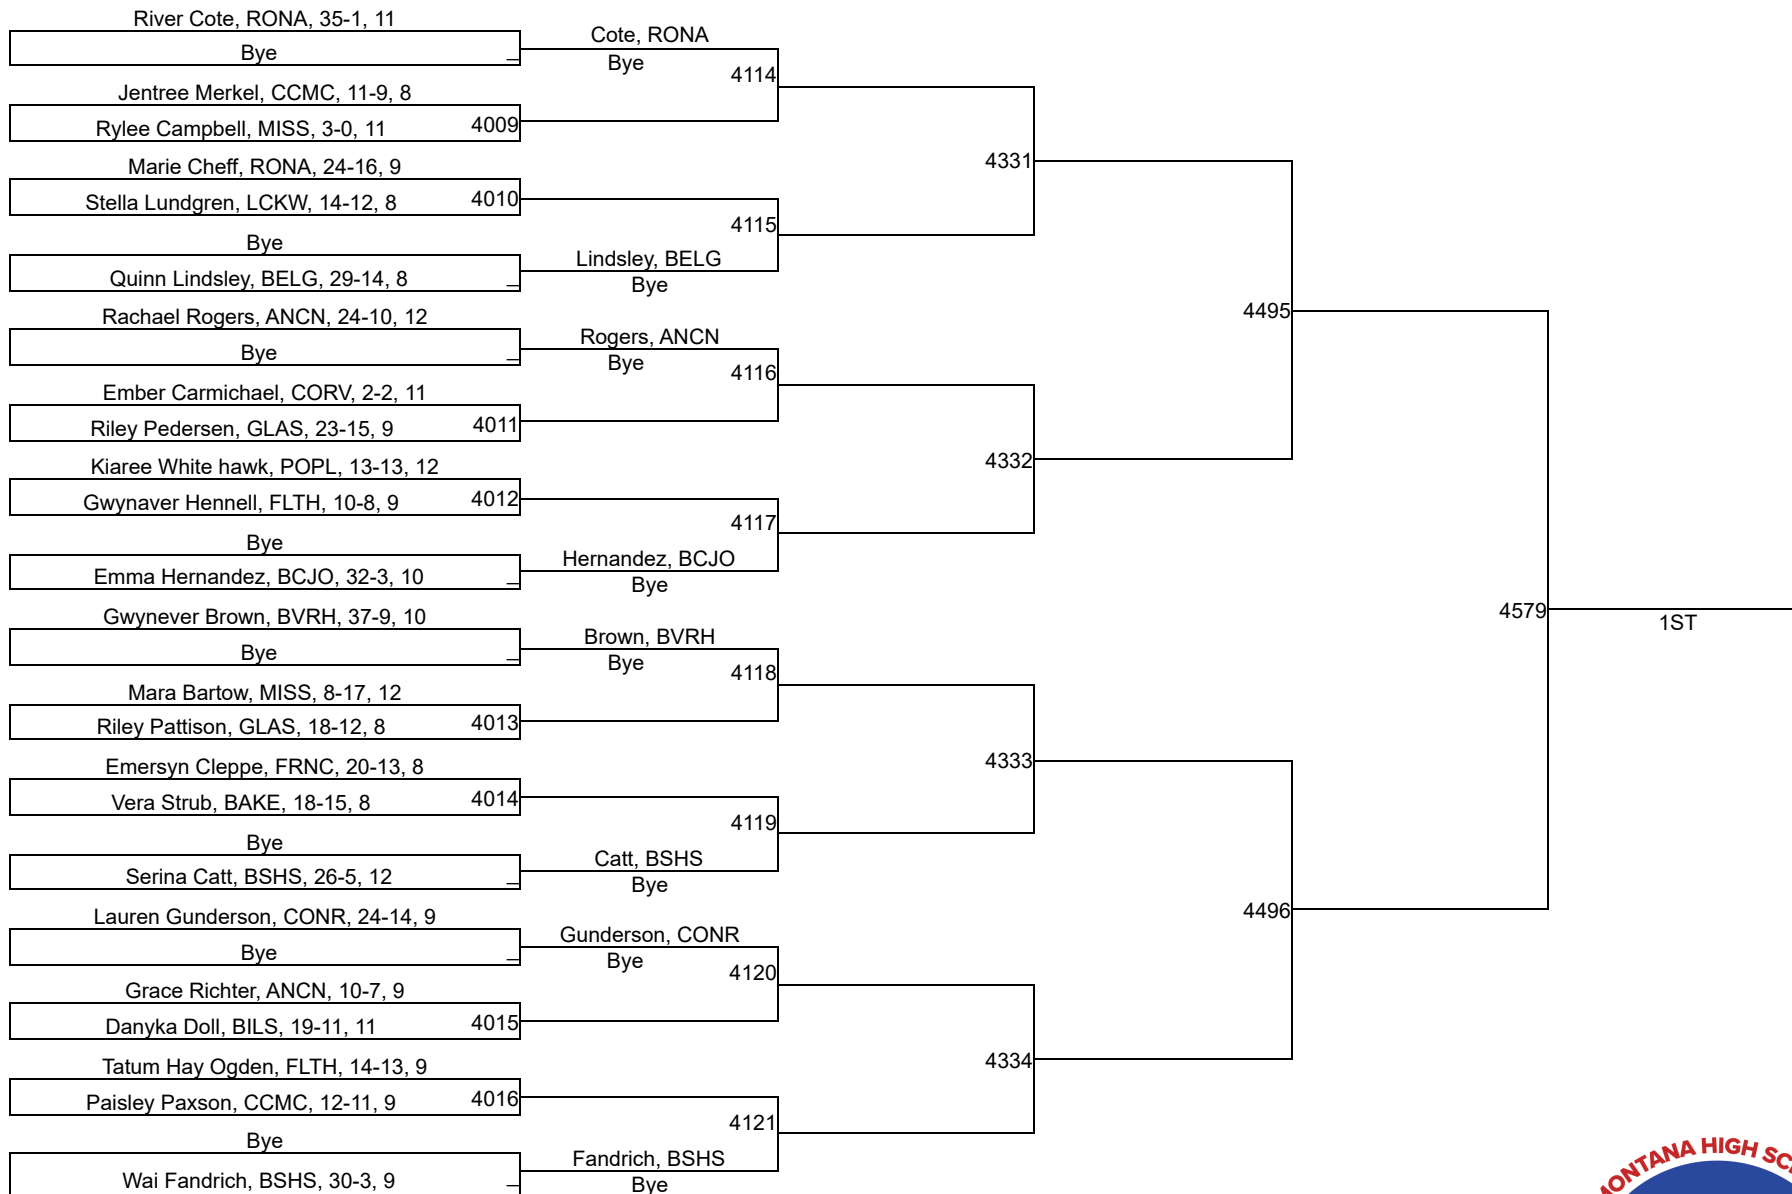 River Cote, RONA, 35-1, 11
Bye
Jentree Merkel, CCMC, 11-9, 8
Rylee Campbell, MISS, 3-0, 11
4009
Marie Cheff, RONA, 24-16, 9
Stella Lundgren, LCKW, 14-12, 8
4010
Bye
Quinn Lindsley, BELG, 29-14, 8
Rachael Rogers, ANCN, 24-10, 12
Bye
Ember Carmichael, CORV, 2-2, 11
Riley Pedersen, GLAS, 23-15, 9
4011
Kiaree White hawk, POPL, 13-13, 12
Gwynaver Hennell, FLTH, 10-8, 9
4012
Bye
Emma Hernandez, BCJO, 32-3, 10
Gwynever Brown, BVRH, 37-9, 10
Bye
Mara Bartow, MISS, 8-17, 12
Riley Pattison, GLAS, 18-12, 8
4013
Emersyn Cleppe, FRNC, 20-13, 8
Vera Strub, BAKE, 18-15, 8
4014
Bye
Serina Catt, BSHS, 26-5, 12
Lauren Gunderson, CONR, 24-14, 9
Bye
Grace Richter, ANCN, 10-7, 9
Danyka Doll, BILS, 19-11, 11
4015
Tatum Hay Ogden, FLTH, 14-13, 9
Paisley Paxson, CCMC, 12-11, 9
4016
Bye
Wai Fandrich, BSHS, 30-3, 9
Cote, RONA
Bye
4114
4115
Lindsley, BELG
Bye
Rogers, ANCN
Bye
4116
4117
Hernandez, BCJO
Bye
Brown, BVRH
Bye
4118
4119
Catt, BSHS
Bye
Gunderson, CONR
Bye
4120
4121
Fandrich, BSHS
Bye
4331
4332
4333
4334
4495
4496
4579
1ST
MONTANA HIGH